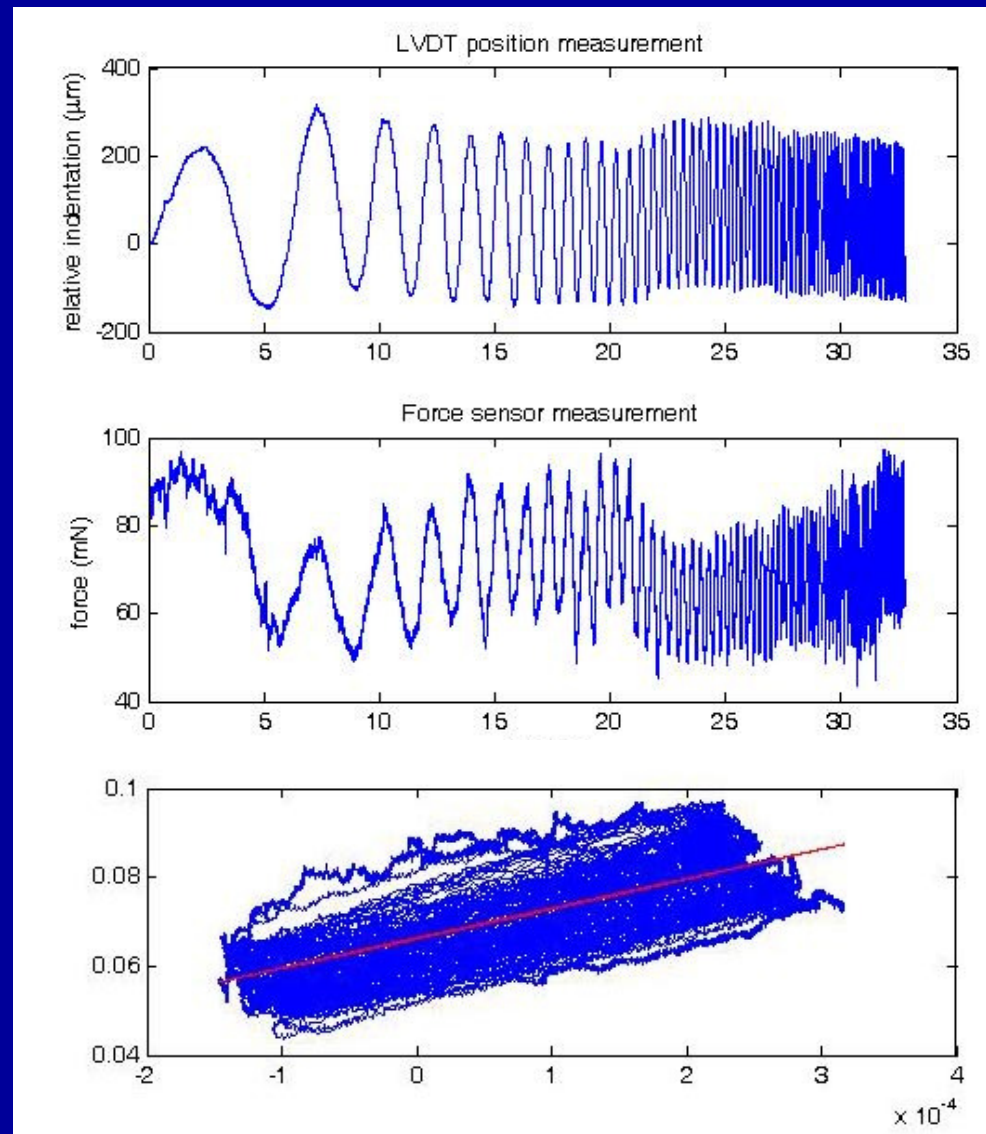 LVDT position measurement
relative indentation (µm)
400
200
0
-200
0 5 10 15 20 25 30 35
Force sensor measurement
force (mN)
100
80
60
40
0 5 10 15 20 25 30 35
0.1
0.08
0.06
0.04
-2 -1 0 1 2 3 4
x 10⁻⁴